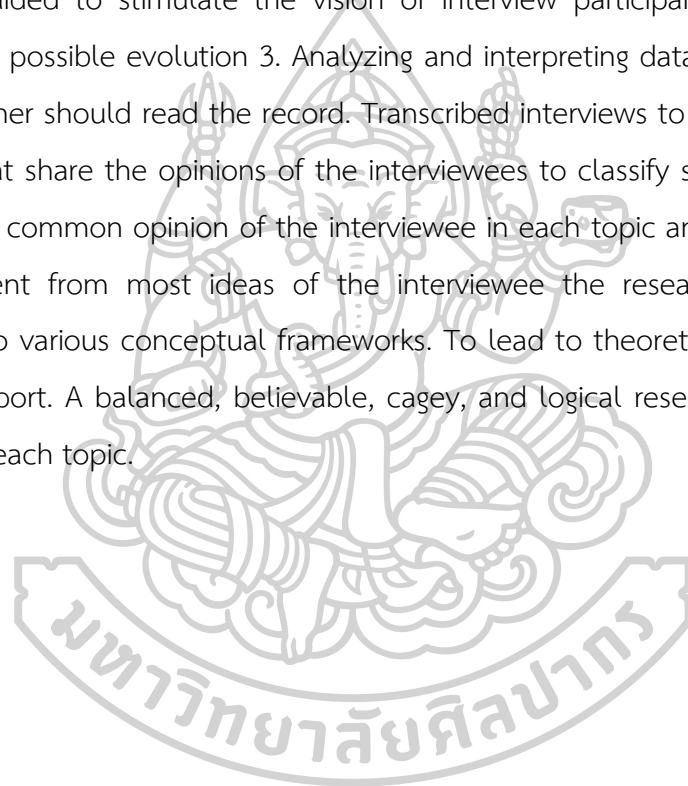 uided to stimulate the vision of interview participa
possible evolution 3. Analyzing and interpreting data
her should read the record. Transcribed interviews to
t share the opinions of the interviewees to classify s
common opinion of the interviewee in each topic a
ent from most ideas of the interviewee the resea
o various conceptual frameworks. To lead to theoret
port. A balanced, believable, cagey, and logical rese
each topic.
มหาวิทยาลัยศิลปากร